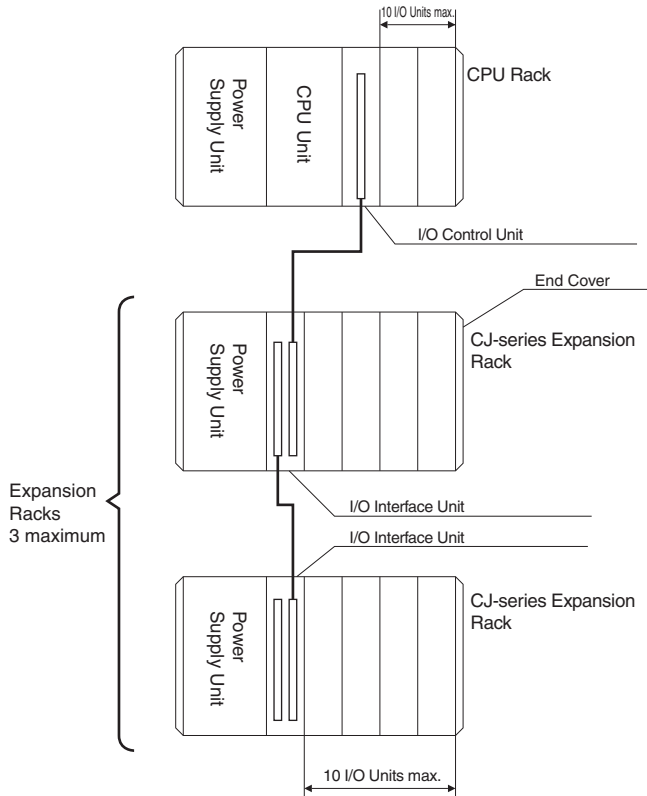 10 I/O Units max.
CPU Rack
Power
Supply Unit
CPU Unit
I/O Control Unit
End Cover
CJ-series Expansion
Rack
Power
Supply Unit
Expansion
Racks
3 maximum
I/O Interface Unit
I/O Interface Unit
CJ-series Expansion
Rack
Power
Supply Unit
10 I/O Units max.